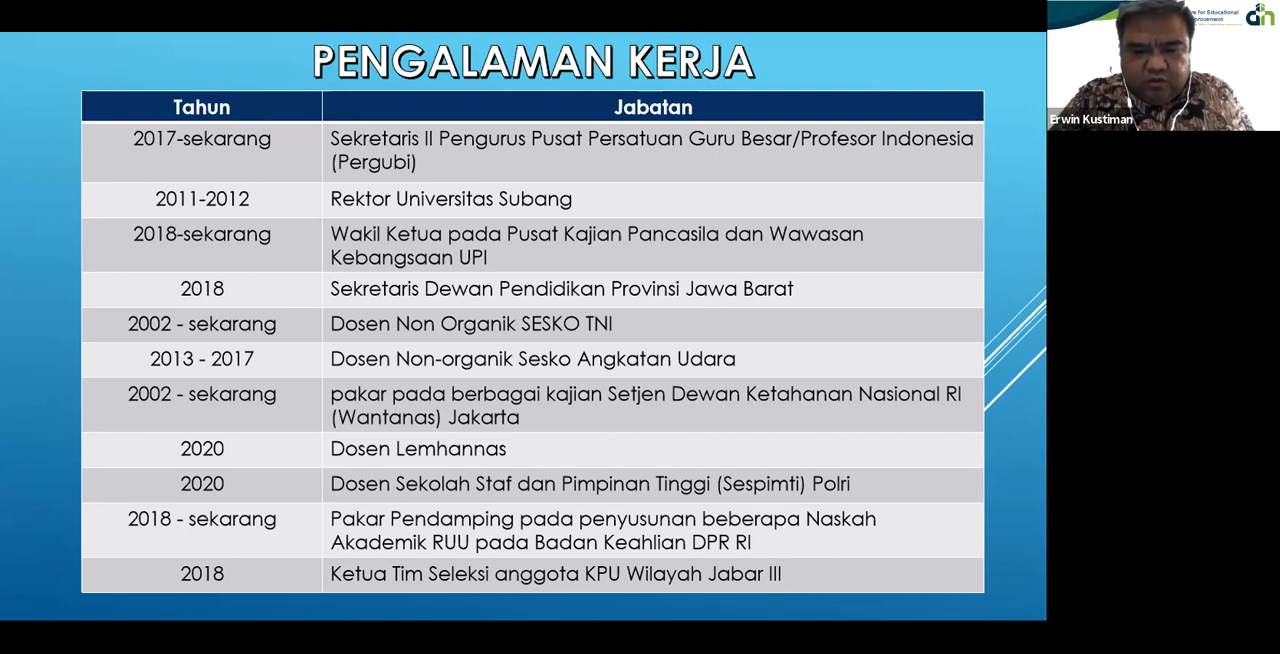 PENGALAMAN KERJA
Tahun Jabatan
2017-sekarang Sekretaris II Pengurus Pusat Persatuan Guru Besar/Profesor Indonesia
(Pergubi)
2011-2012 Rektor Universitas Subang
2018-sekarang Wakil Ketua pada Pusat Kajian Pancasila dan Wawasan
Kebangsaan UPI
2018 Sekretaris Dewan Pendidikan Provinsi Jawa Barat
2002 - sekarang Dosen Non Organik SESKO TNI
2013 - 2017 Dosen Non-organik Sesko Angkatan Udara
2002 - sekarang pakar pada berbagai kajian Setjen Dewan Ketahanan Nasional RI
(Wantanas) Jakarta
2020 Dosen Lemhannas
2020 Dosen Sekolah Staf dan Pimpinan Tinggi (Sespimti) Polri
2018 - sekarang Pakar Pendamping pada penyusunan beberapa Naskah
Akademik RUU pada Badan Keahlian DPR RI
2018 Ketua Tim Seleksi anggota KPU Wilayah Jabar III
for Educational
Erwin Kustiman